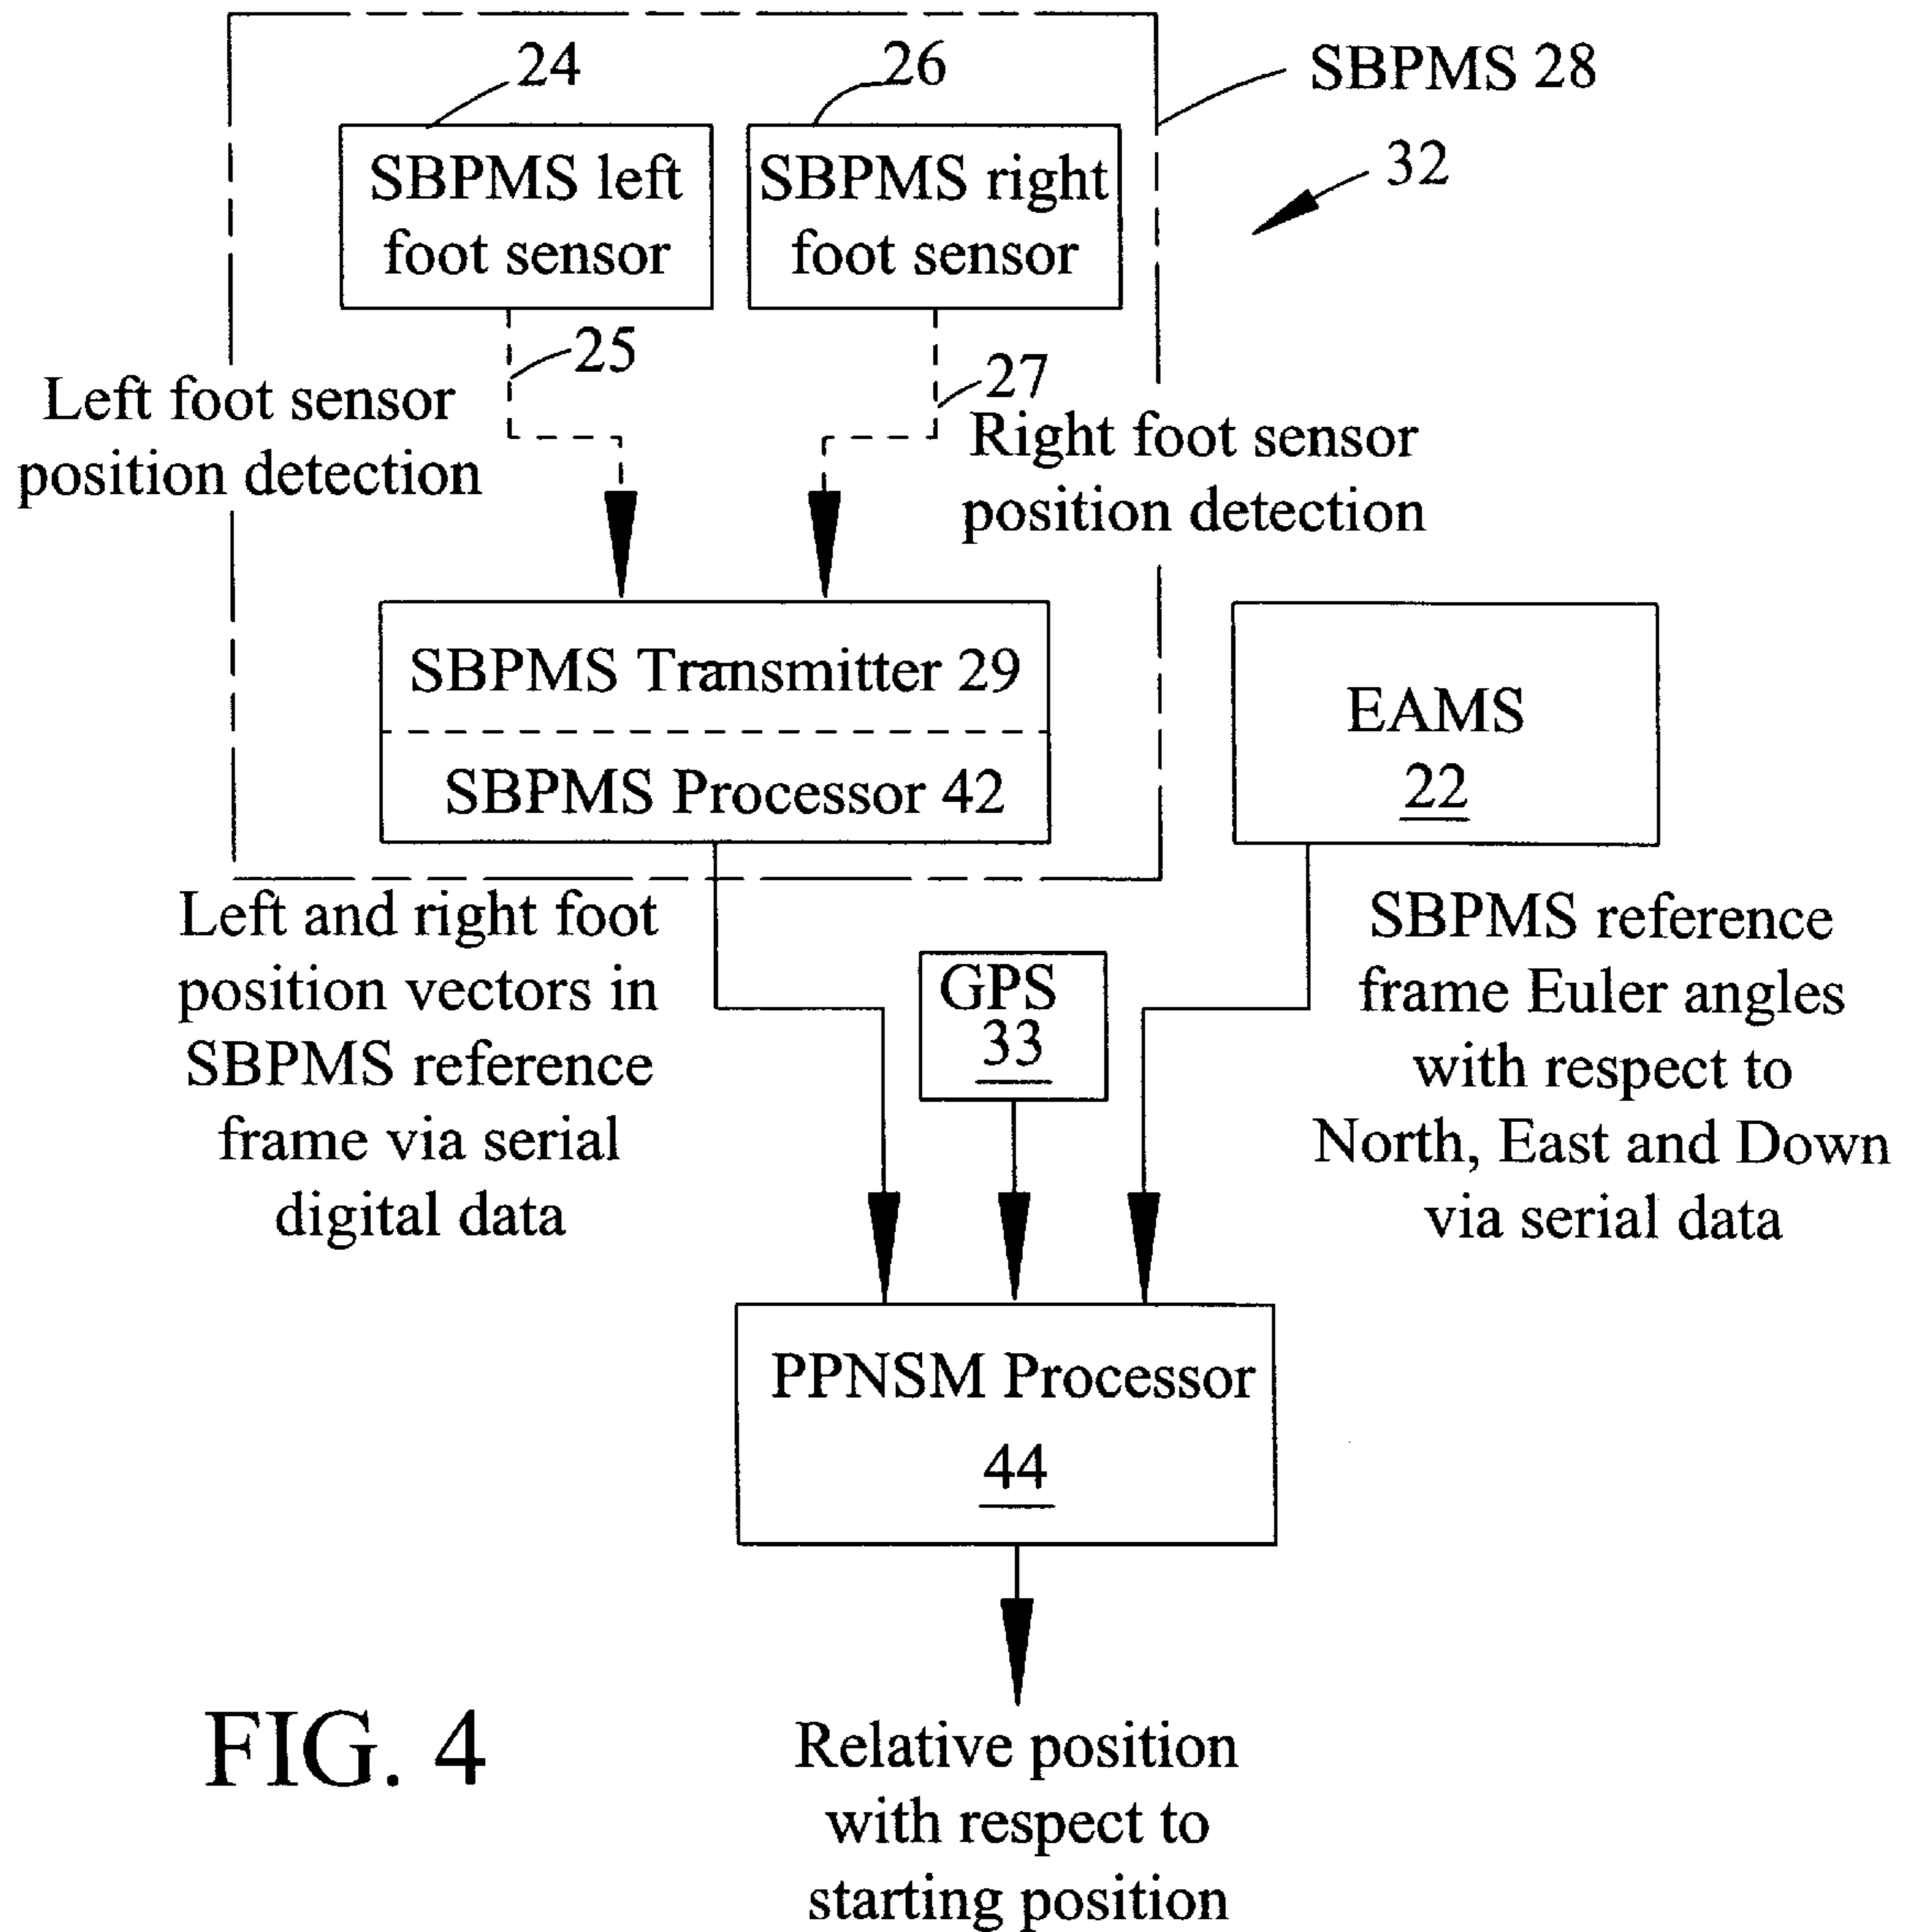 24
26
SBPMS 28
32
SBPMS left
foot sensor
SBPMS right
foot sensor
25
27
Left foot sensor
position detection
Right foot sensor
position detection
SBPMS Transmitter 29
SBPMS Processor 42
EAMS
22
Left and right foot
position vectors in
SBPMS reference
frame via serial
digital data
GPS
33
SBPMS reference
frame Euler angles
with respect to
North, East and Down
via serial data
PPNSM Processor
44
FIG. 4
Relative position
with respect to
starting position